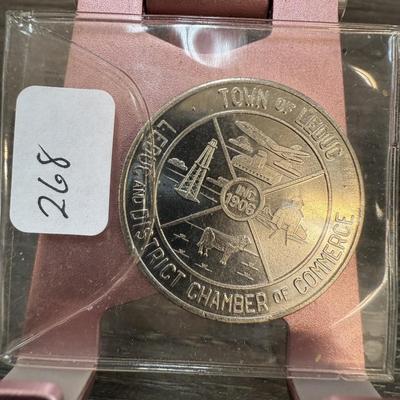 268
TOWN OF LEDUC
INC.
1906
LEDUC AND DISTRICT CHAMBER OF COMMERCE